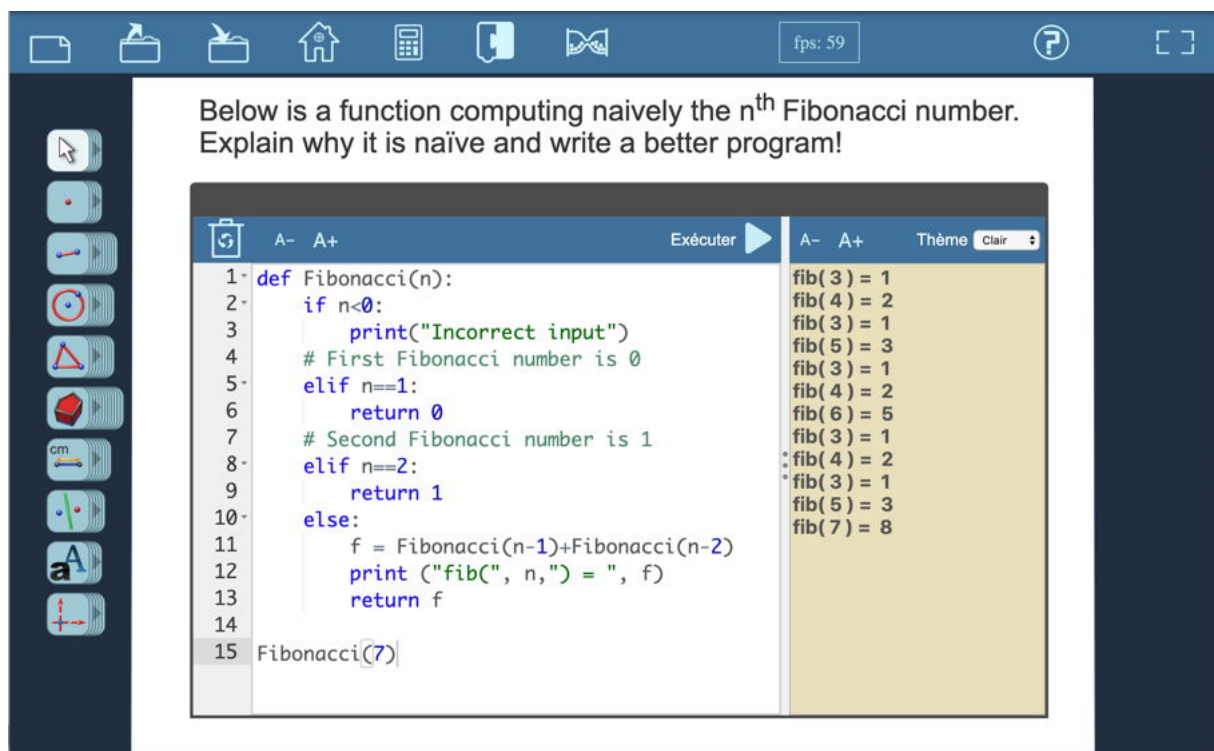 fps: 59
Below is a function computing naively the nth Fibonacci number.
Explain why it is naïve and write a better program!
A- A+ Exécuter A- A+ Thème Clair
1 def Fibonacci(n):
2 if n<0:
3 print("Incorrect input")
4 # First Fibonacci number is 0
5 elif n==1:
6 return 0
7 # Second Fibonacci number is 1
8 elif n==2:
9 return 1
10 else:
11 f = Fibonacci(n-1)+Fibonacci(n-2)
12 print ("fib(", n,") = ", f)
13 return f
14
15 Fibonacci(7)
fib( 3 ) = 1
fib( 4 ) = 2
fib( 3 ) = 1
fib( 5 ) = 3
fib( 3 ) = 1
fib( 4 ) = 2
fib( 6 ) = 5
fib( 3 ) = 1
fib( 4 ) = 2
fib( 3 ) = 1
fib( 5 ) = 3
fib( 7 ) = 8
cm
aA